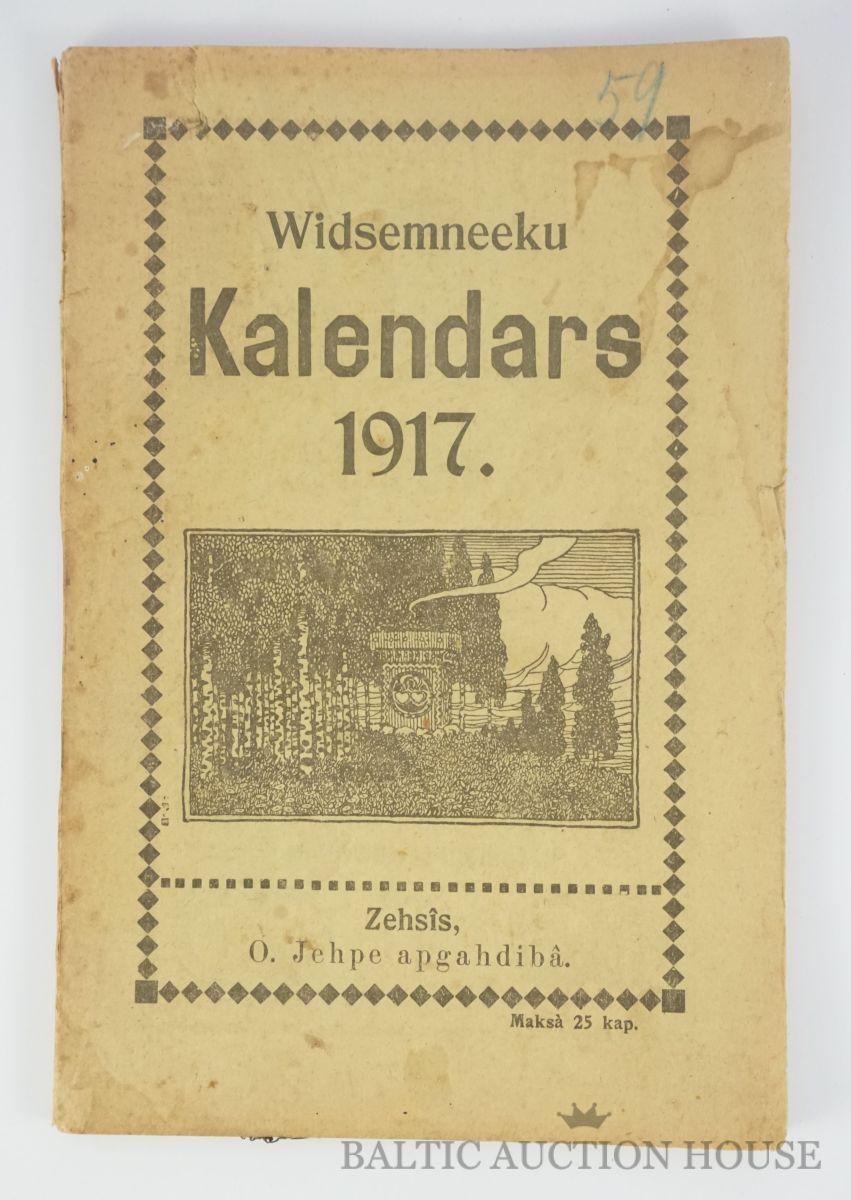 59
Widsemneeku
Kalendars
1917.
Zehsîs,
O. Jehpe apgahdibâ.
Maksà 25 kap.
BALTIC AUCTION HOUSE